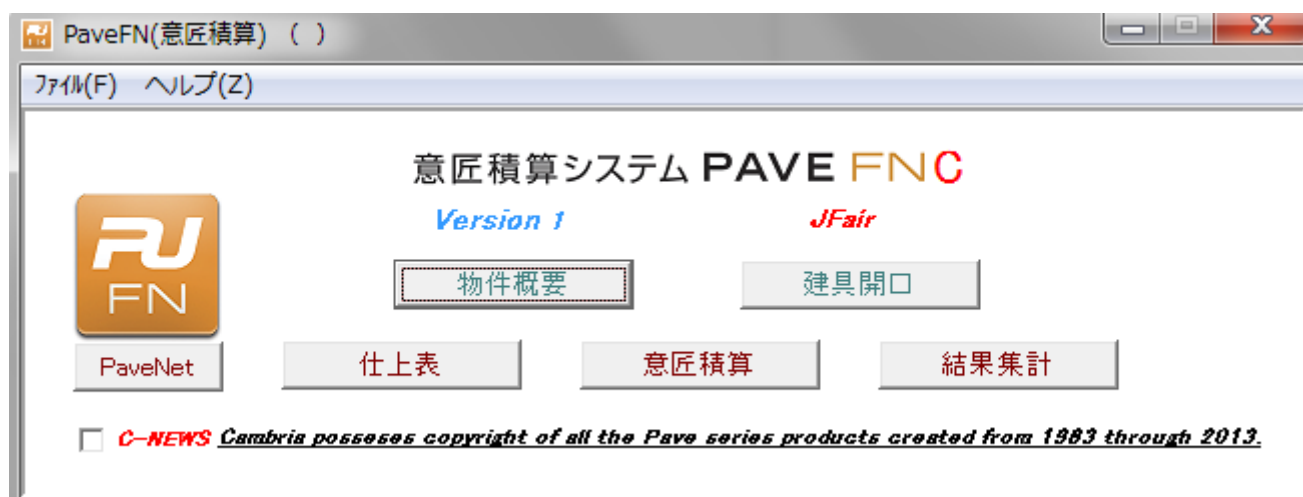 PaveFN(意匠積算) ( )
ﾌｧｲﾙ(F) ヘルプ(Z)
意匠積算システム PAVE FNC
Version 1 JFair
PU
FN
物件概要 建具開口
PaveNet 仕上表 意匠積算 結果集計
C-NEWS Cambria posseses copyright of all the Pave series products created from 1983 through 2013.